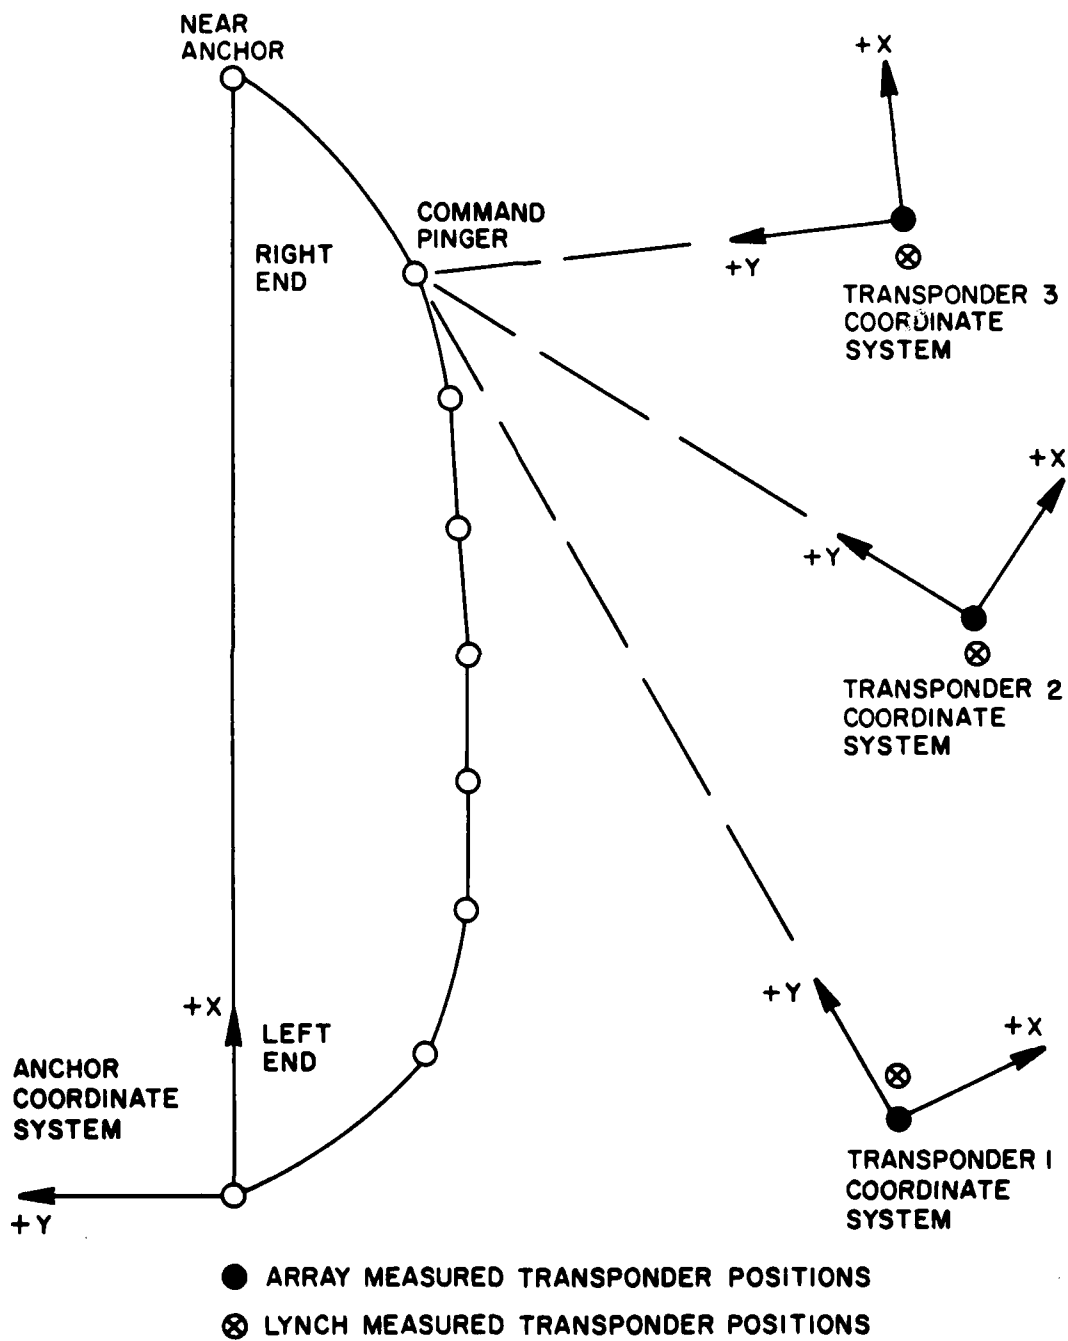 NEAR
ANCHOR
+X
COMMAND
PINGER
RIGHT
END
+Y
TRANSPONDER 3
COORDINATE
SYSTEM
+X
+Y
TRANSPONDER 2
COORDINATE
SYSTEM
+X
LEFT
END
+Y
+X
ANCHOR
COORDINATE
SYSTEM
TRANSPONDER 1
COORDINATE
SYSTEM
+Y
ARRAY MEASURED TRANSPONDER POSITIONS
LYNCH MEASURED TRANSPONDER POSITIONS